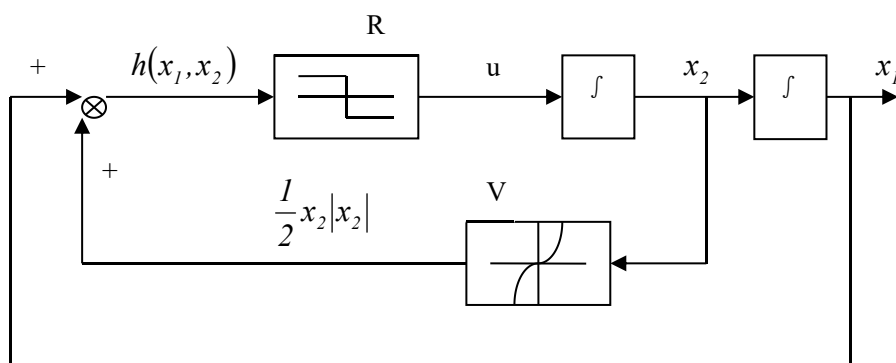 R
+ h(x₁,x₂) u ∫ x₂ ∫ x₁
+
1/2 x₂|x₂|
V